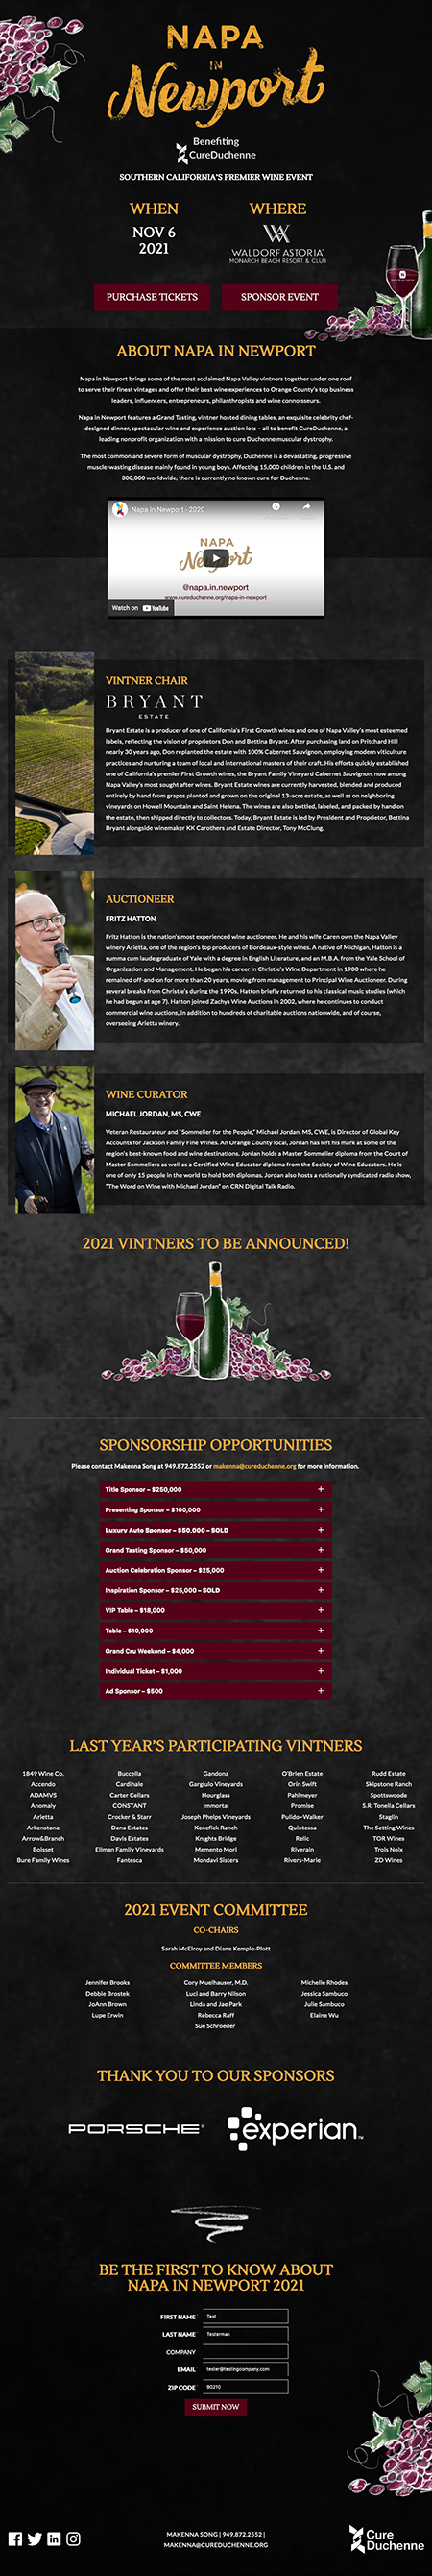 NAPA
IN
Newport
Benefiting
CureDuchenne
SOUTHERN CALIFORNIA'S PREMIER WINE EVENT
WHEN
NOV 6
2021
WHERE
WALDORF ASTORIA
MONARCH BEACH RESORT & CLUB
PURCHASE TICKETS
SPONSOR EVENT
ABOUT NAPA IN NEWPORT
Napa in Newport brings some of the most acclaimed Napa Valley vintners together under one roof
to serve their finest vintages and offer their best wine experiences to Orange County's top business
leaders, influencers, entrepreneurs, philanthropists and wine connoisseurs.
Napa in Newport features a Grand Tasting, vintner hosted dining tables, an exquisite celebrity chef-
designed dinner, spectacular wine and experience auction lots – all to benefit CureDuchenne, a
leading nonprofit organization with a mission to cure Duchenne muscular dystrophy.
The most common and severe form of muscular dystrophy, Duchenne is a devastating, progressive
muscle-wasting disease mainly found in young boys. Affecting 15,000 children in the U.S. and
300,000 worldwide, there is currently no known cure for Duchenne.
Napa in Newport - 2020
NAPA
IN
Newport
@napa.in.newport
www.cureduchenne.org/napa-in-newport
Watch on YouTube
VINTNER CHAIR
BRYANT
ESTATE
Bryant Estate is a producer of one of California's First Growth wines and one of Napa Valley's most esteemed
labels, reflecting the vision of proprietors Don and Bettina Bryant. After purchasing land on Pritchard Hill
nearly 30 years ago, Don replanted the estate with 100% Cabernet Sauvignon, employing modern viticulture
practices and nurturing a team of local and international masters of their craft. His efforts quickly established
one of California's premier First Growth wines, the Bryant Family Vineyard Cabernet Sauvignon, now among
Napa Valley's most sought after wines. Bryant Estate wines are currently harvested, blended and produced
entirely by hand from grapes planted and grown on the original 13-acre estate, as well as on neighboring
vineyards on Howell Mountain and Saint Helena. The wines are also bottled, labeled, and packed by hand on
the estate, then shipped directly to collectors. Today, Bryant Estate is led by President and Proprietor, Bettina
Bryant alongside winemaker KK Carothers and Estate Director, Tony McClung.
AUCTIONEER
FRITZ HATTON
Fritz Hatton is the nation's most experienced wine auctioneer. He and his wife Caren own the Napa Valley
winery Arietta, one of the region's top producers of Bordeaux-style wines. A native of Michigan, Hatton is a
summa cum laude graduate of Yale with a degree in English Literature, and an M.B.A. from the Yale School of
Organization and Management. He began his career in Christie's Wine Department in 1980 where he
remained off-and-on for more than 20 years, moving from management to Principal Wine Auctioneer. During
several breaks from Christie's during the 1990s, Hatton briefly returned to his classical music studies (which
he had begun at age 7). Hatton joined Zachys Wine Auctions in 2002, where he continues to conduct
commercial wine auctions, in addition to hundreds of charitable auctions nationwide, and of course,
overseeing Arietta winery.
WINE CURATOR
MICHAEL JORDAN, MS, CWE
Veteran Restaurateur and "Sommelier for the People," Michael Jordan, MS, CWE, is Director of Global Key
Accounts for Jackson Family Fine Wines. An Orange County local, Jordan has left his mark at some of the
region's best-known food and wine destinations. Jordan holds a Master Sommelier diploma from the Court of
Master Sommeliers as well as a Certified Wine Educator diploma from the Society of Wine Educators. He is
one of only 15 people in the world to hold both diplomas. Jordan also hosts a nationally syndicated radio show,
"The Word on Wine with Michael Jordan" on CRN Digital Talk Radio.
2021 VINTNERS TO BE ANNOUNCED!
SPONSORSHIP OPPORTUNITIES
Please contact Makenna Song at 949.872.2552 or makenna@cureduchenne.org for more information.
Title Sponsor – $250,000 +
Presenting Sponsor – $100,000 +
Luxury Auto Sponsor – $50,000 – SOLD +
Grand Tasting Sponsor – $50,000 +
Auction Celebration Sponsor – $25,000 +
Inspiration Sponsor – $25,000 – SOLD +
VIP Table – $18,000 +
Table – $10,000 +
Grand Cru Weekend – $4,000 +
Individual Ticket – $1,000 +
Ad Sponsor – $500 +
LAST YEAR'S PARTICIPATING VINTNERS
1849 Wine Co. Buccella Gandona O'Brien Estate Rudd Estate
Accendo Cardinale Gargiulo Vineyards Orin Swift Skipstone Ranch
ADAMVS Carter Cellars Hourglass Pahlmeyer Spottswoode
Anomaly CONSTANT Immortal Promise S.R. Tonella Cellars
Arietta Crocker & Starr Joseph Phelps Vineyards Pulido~Walker Staglin
Arkenstone Dana Estates Kenefick Ranch Quintessa The Setting Wines
Arrow&Branch Davis Estates Knights Bridge Relic TOR Wines
Boisset Ellman Family Vineyards Memento Mori Riverain Trois Noix
Bure Family Wines Fantesca Mondavi Sisters Rivers-Marie ZD Wines
2021 EVENT COMMITTEE
CO-CHAIRS
Sarah McElroy and Diane Kemple-Plott
COMMITTEE MEMBERS
Jennifer Brooks Cory Muelhauser, M.D. Michelle Rhodes
Debbie Brostek Luci and Barry Nilson Jessica Sambuco
JoAnn Brown Linda and Jae Park Julie Sambuco
Lupe Erwin Rebecca Raff Elaine Wu
Sue Schroeder
THANK YOU TO OUR SPONSORS
PORSCHE
experian™
BE THE FIRST TO KNOW ABOUT
NAPA IN NEWPORT 2021
FIRST NAME* Test
LAST NAME* Testerman
COMPANY
EMAIL* tester@testingcompany.com
ZIP CODE* 90210
SUBMIT NOW
MAKENNA SONG | 949.872.2552 |
MAKENNA@CUREDUCHENNE.ORG
Cure
Duchenne